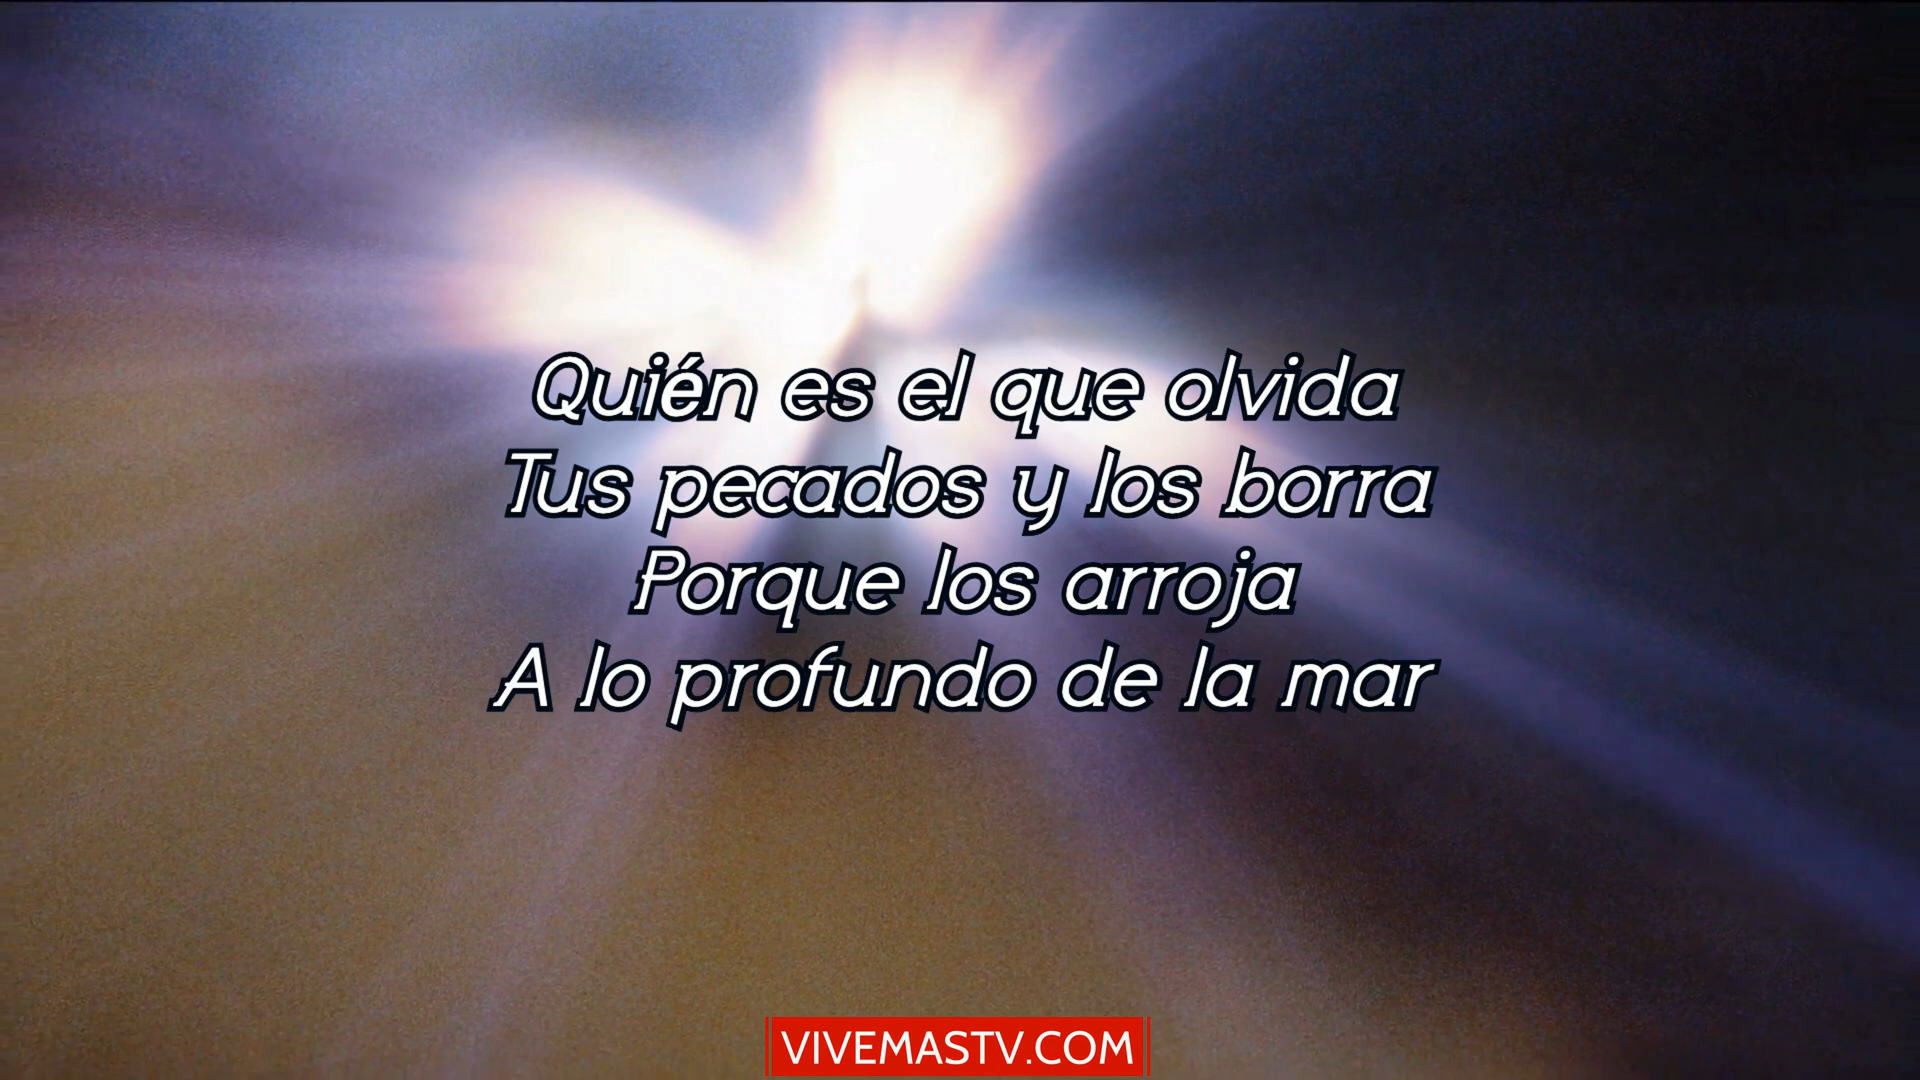 Quién es el que olvida
Tus pecados y los borra
Porque los arroja
A lo profundo de la mar
VIVEMASTV.COM